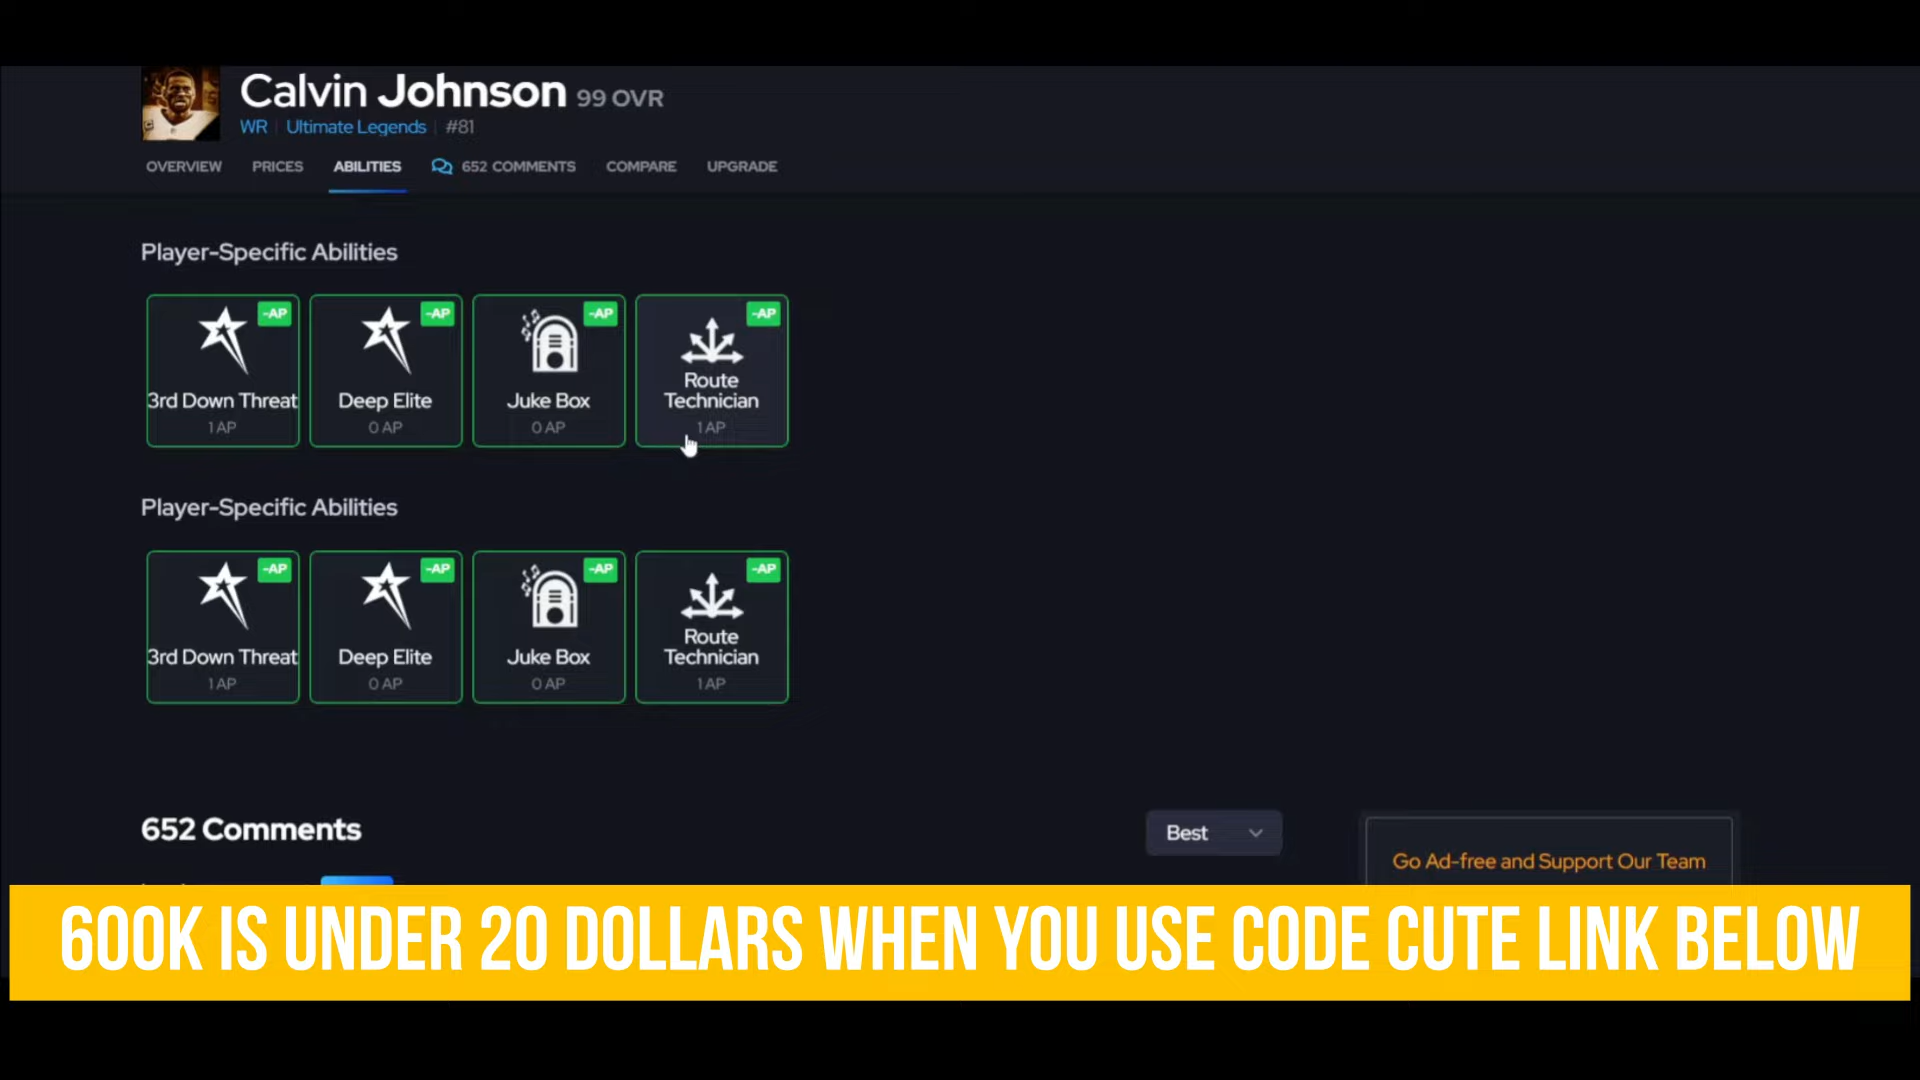 Calvin Johnson 99 OVR
WR Ultimate Legends #81
OVERVIEW PRICES ABILITIES 652 COMMENTS COMPARE UPGRADE
Player-Specific Abilities
-AP -AP -AP -AP
3rd Down Threat Deep Elite Juke Box Route Technician
1 AP 0 AP 0 AP 1 AP
Player-Specific Abilities
-AP -AP -AP -AP
3rd Down Threat Deep Elite Juke Box Route Technician
1 AP 0 AP 0 AP 1 AP
652 Comments
Best
Go Ad-free and Support Our Team
600K IS UNDER 20 DOLLARS WHEN YOU USE CODE CUTE LINK BELOW